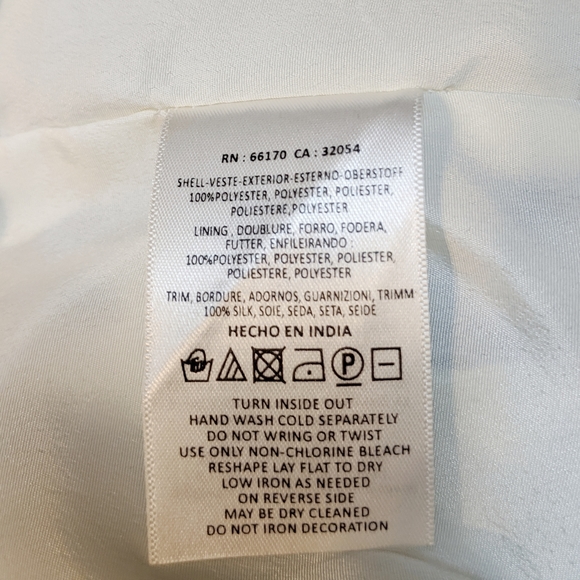 RN : 66170 CA : 32054
SHELL-VESTE-EXTERIOR-ESTERNO-OBERSTOFF
100%POLYESTER, POLYESTER, POLIESTER,
POLIESTERE,POLYESTER
LINING , DOUBLURE, FORRO, FODERA,
FUTTER, ENFILEIRANDO :
100%POLYESTER, POLYESTER, POLIESTER,
POLIESTERE, POLYESTER
TRIM, BORDURE, ADORNOS, GUARNIZIONI, TRIMM
100% SILK, SOIE, SEDA, SETA, SEIDE
HECHO EN INDIA
P
TURN INSIDE OUT
HAND WASH COLD SEPARATELY
DO NOT WRING OR TWIST
USE ONLY NON-CHLORINE BLEACH
RESHAPE LAY FLAT TO DRY
LOW IRON AS NEEDED
ON REVERSE SIDE
MAY BE DRY CLEANED
DO NOT IRON DECORATION